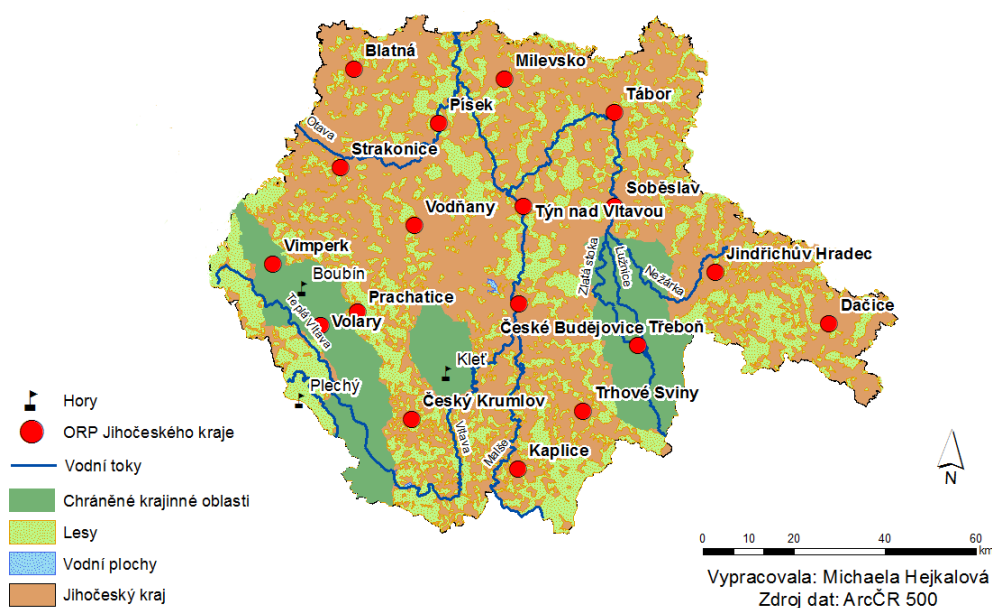 Blatná
Milevsko
Tábor
Písek
Otava
Strakonice
Soběslav
Vodňany
Týn nad Vltavou
Vimperk
Boubín
Zlatá stoka
Lužnice
Nežárka
Jindřichův Hradec
Teplá Vltava
Prachatice
Volary
České Budějovice
Třeboň
Dačice
Kleť
Plechý
Český Krumlov
Trhové Sviny
Vltava
Malše
Kaplice
Hory
ORP Jihočeského kraje
Vodní toky
Chráněné krajinné oblasti
Lesy
Vodní plochy
Jihočeský kraj
N
0 10 20 40 60
km
Vypracovala: Michaela Hejkalová
Zdroj dat: ArcČR 500